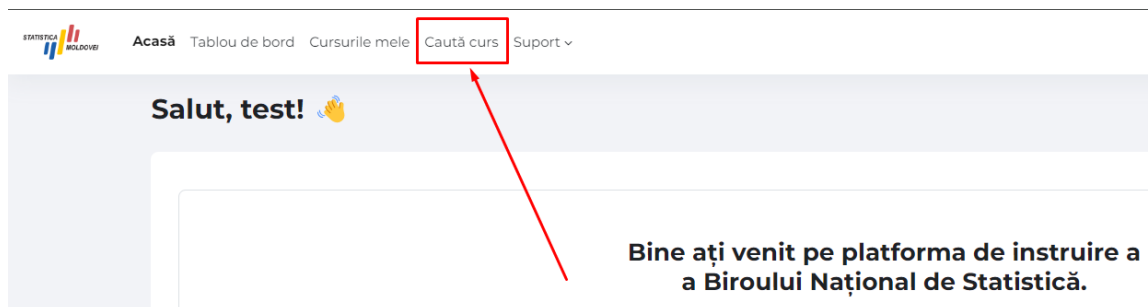 STATISTICA
MOLDOVEI
Acasă Tablou de bord Cursurile mele Caută curs Suport
Salut, test!
Bine ați venit pe platforma de instruire a
a Biroului Național de Statistică.